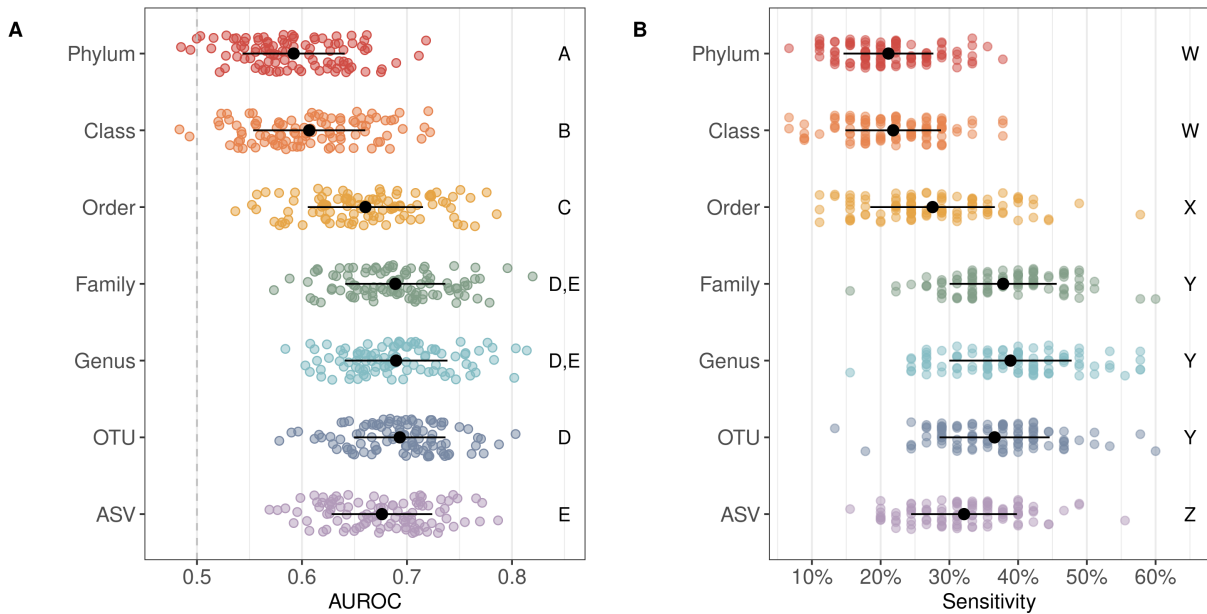 A
Phylum
A
Class
B
Order
C
Family
D,E
Genus
D,E
OTU
D
ASV
E
0.5 0.6 0.7 0.8
AUROC
B
Phylum
W
Class
W
Order
X
Family
Y
Genus
Y
OTU
Y
ASV
Z
10% 20% 30% 40% 50% 60%
Sensitivity